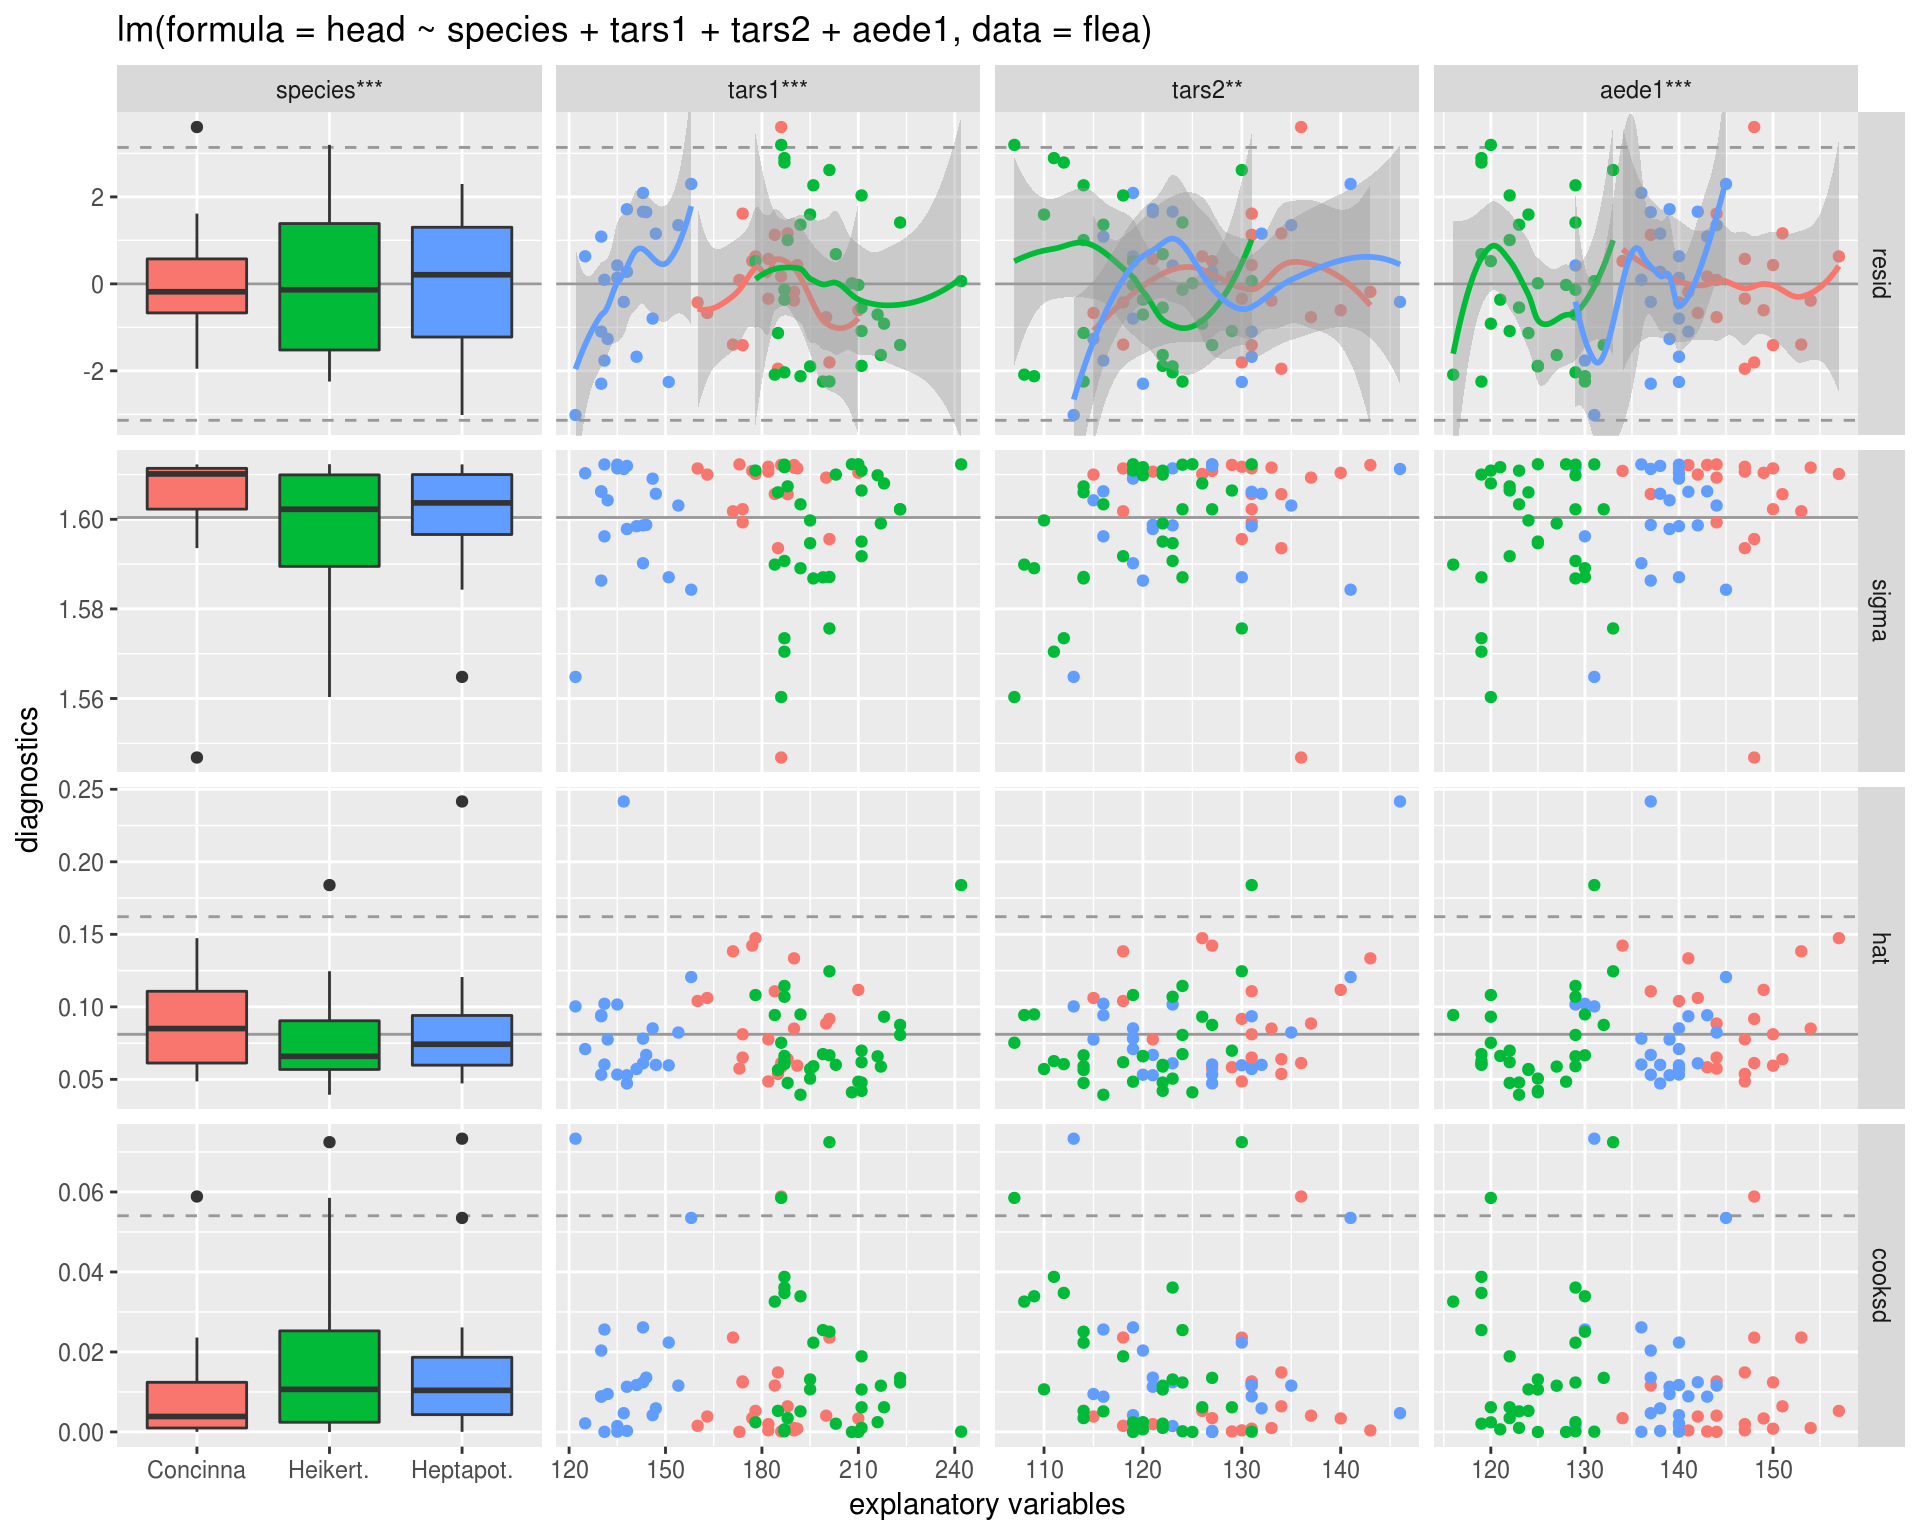 lm(formula = head ~ species + tars1 + tars2 + aede1, data = flea)
species***
tars1***
tars2**
aede1***
diagnostics
2
0
-2
resid
1.60
1.58
1.56
sigma
0.25
0.20
0.15
0.10
0.05
hat
0.06
0.04
0.02
0.00
cooksd
Concinna Heikert. Heptapot.
120 150 180 210 240
110 120 130 140
120 130 140 150
explanatory variables